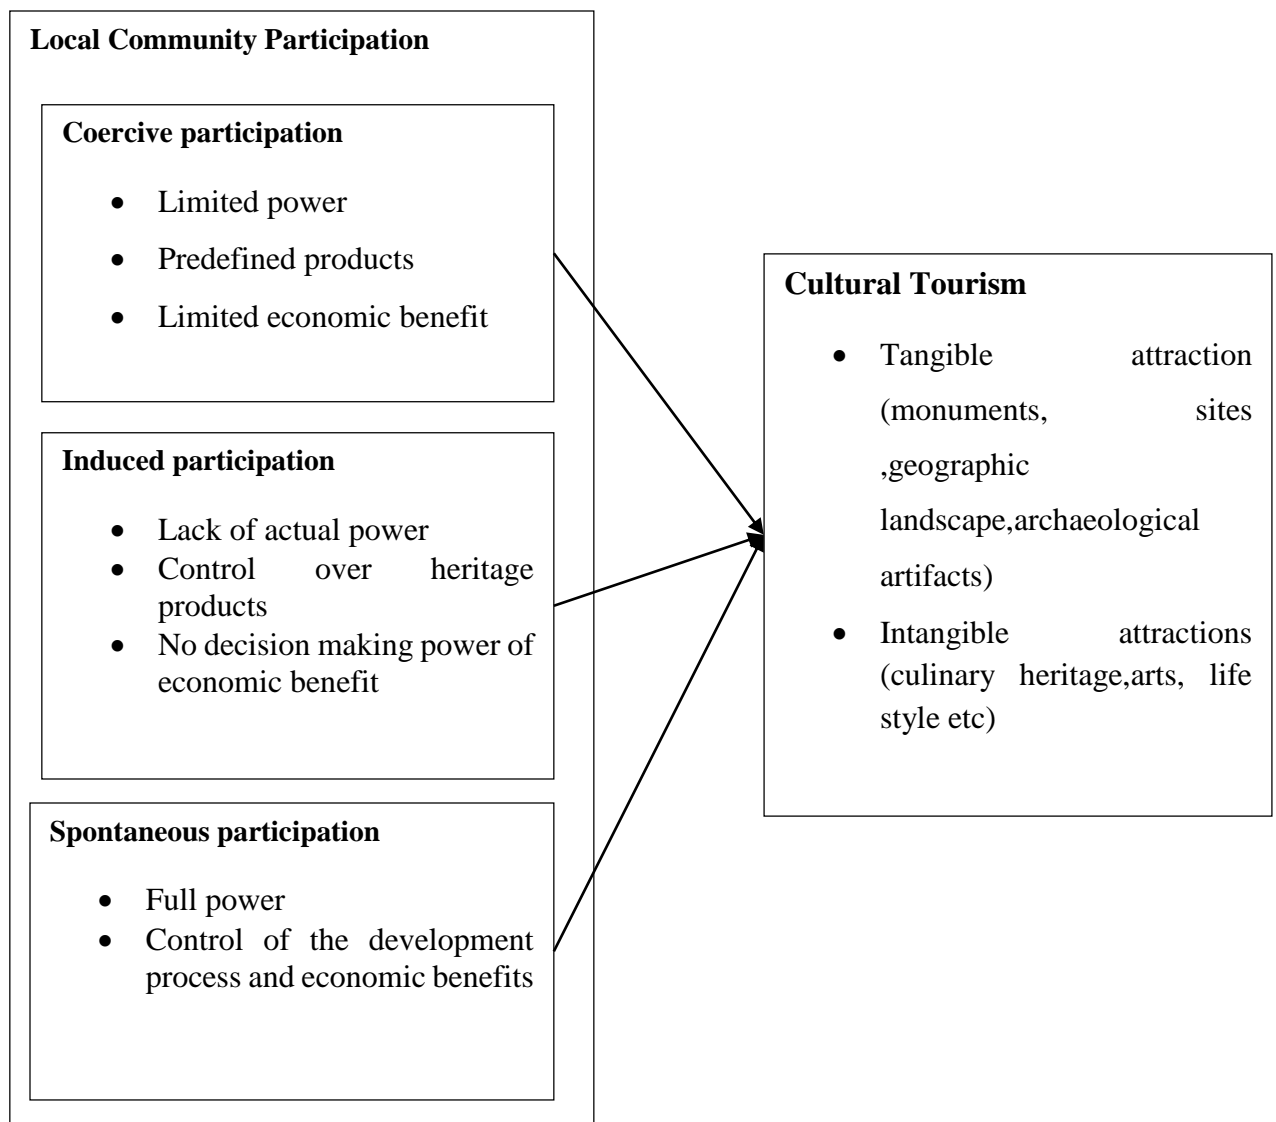 Local Community Participation
Coercive participation
• Limited power
• Predefined products
• Limited economic benefit
Induced participation
• Lack of actual power
• Control over heritage
products
• No decision making power of
economic benefit
Spontaneous participation
• Full power
• Control of the development
process and economic benefits
Cultural Tourism
• Tangible attraction
(monuments, sites
,geographic
landscape,archaeological
artifacts)
• Intangible attractions
(culinary heritage,arts, life
style etc)